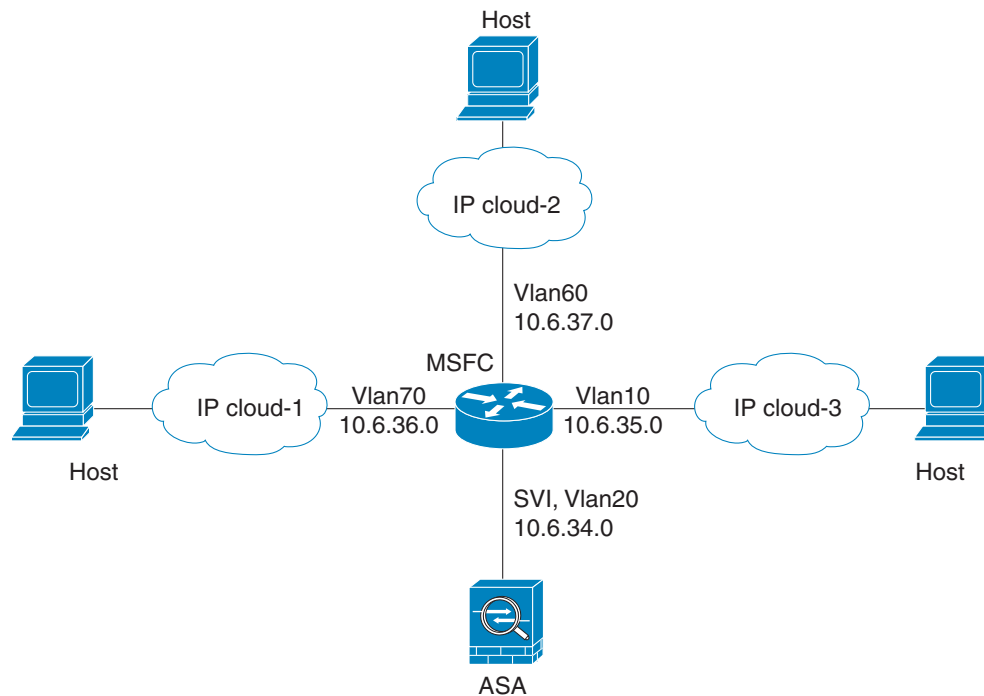 Host
IP cloud-2
Vlan60
10.6.37.0
MSFC
IP cloud-1
Vlan70
10.6.36.0
Vlan10
10.6.35.0
IP cloud-3
Host
Host
SVI, Vlan20
10.6.34.0
ASA